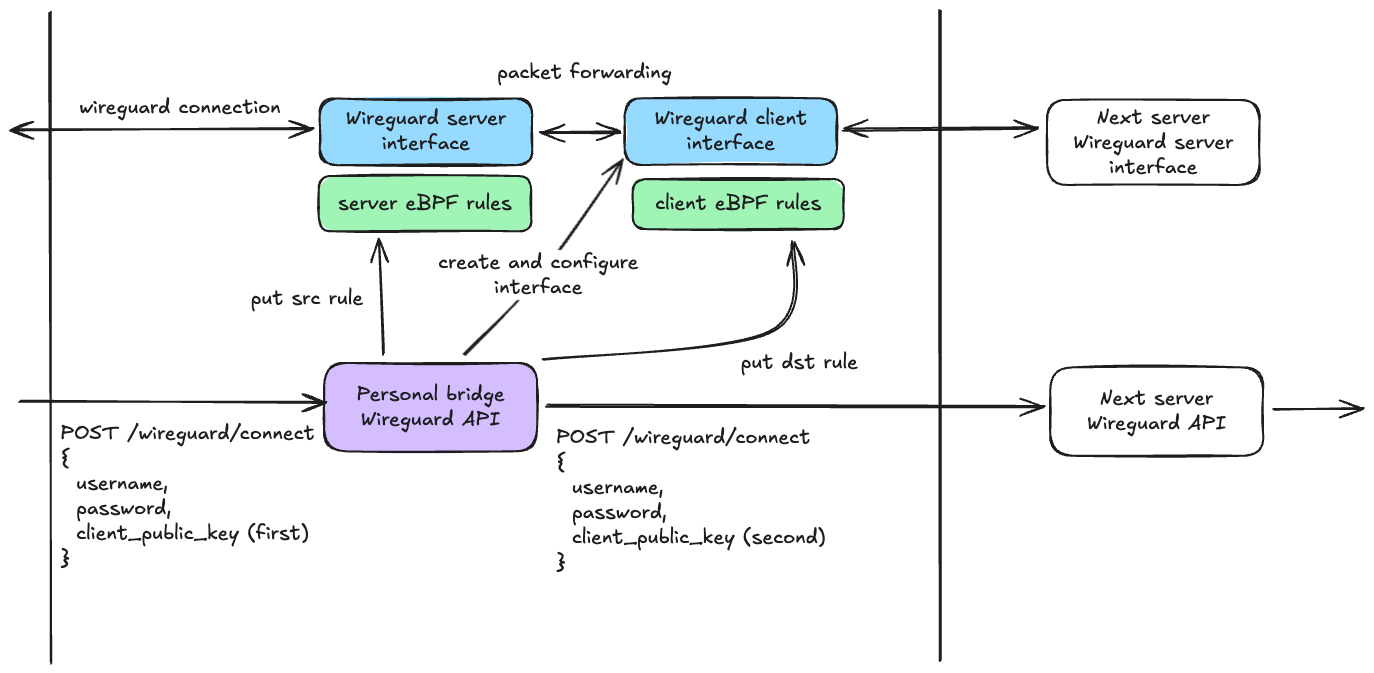 packet forwarding
wireguard connection
Wireguard server
interface
Wireguard client
interface
Next server
Wireguard server
interface
server eBPF rules
client eBPF rules
create and configure
interface
put src rule
put dst rule
Personal bridge
Wireguard API
Next server
Wireguard API
POST /wireguard/connect
{
username,
password,
client_public_key (first)
}
POST /wireguard/connect
{
username,
password,
client_public_key (second)
}